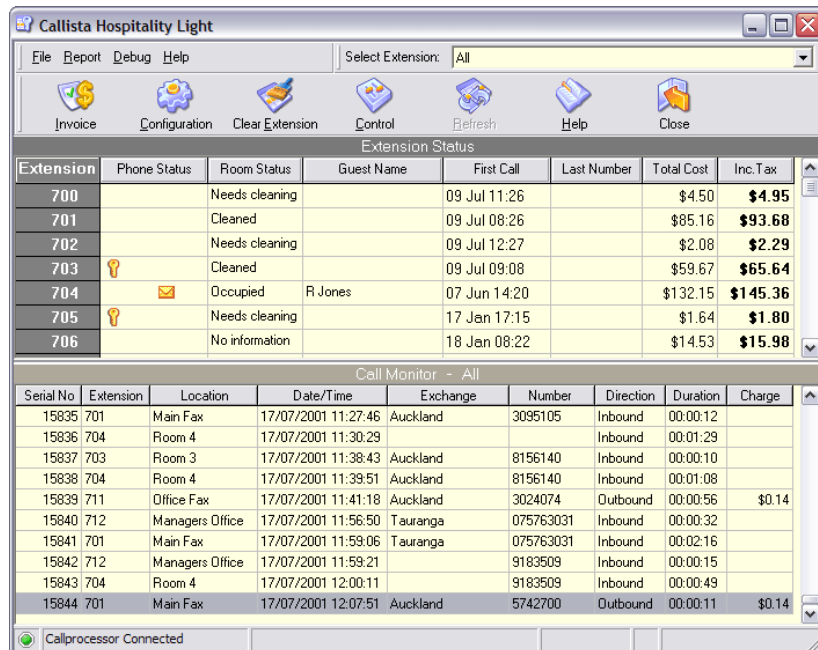 Callista Hospitality Light
File Report Debug Help Select Extension: All
Invoice Configuration Clear Extension Control Refresh Help Close
Extension Status
Extension Phone Status Room Status Guest Name First Call Last Number Total Cost Inc.Tax
700 Needs cleaning 09 Jul 11:26 $4.50 $4.95
701 Cleaned 09 Jul 08:26 $85.16 $93.68
702 Needs cleaning 09 Jul 12:27 $2.08 $2.29
703 Cleaned 09 Jul 09:08 $59.67 $65.64
704 Occupied R Jones 07 Jun 14:20 $132.15 $145.36
705 Needs cleaning 17 Jan 17:15 $1.64 $1.80
706 No information 18 Jan 08:22 $14.53 $15.98
Call Monitor - All
Serial No Extension Location Date/Time Exchange Number Direction Duration Charge
15835 701 Main Fax 17/07/2001 11:27:46 Auckland 3095105 Inbound 00:00:12
15836 704 Room 4 17/07/2001 11:30:29 Inbound 00:01:29
15837 703 Room 3 17/07/2001 11:38:43 Auckland 8156140 Inbound 00:00:10
15838 704 Room 4 17/07/2001 11:39:51 Auckland 8156140 Inbound 00:01:08
15839 711 Office Fax 17/07/2001 11:41:18 Auckland 3024074 Outbound 00:00:56 $0.14
15840 712 Managers Office 17/07/2001 11:56:50 Tauranga 075763031 Inbound 00:00:32
15841 701 Main Fax 17/07/2001 11:59:06 Tauranga 075763031 Inbound 00:02:16
15842 712 Managers Office 17/07/2001 11:59:21 9183509 Inbound 00:00:15
15843 704 Room 4 17/07/2001 12:00:11 9183509 Inbound 00:00:49
15844 701 Main Fax 17/07/2001 12:07:51 Auckland 5742700 Outbound 00:00:11 $0.14
Callprocessor Connected